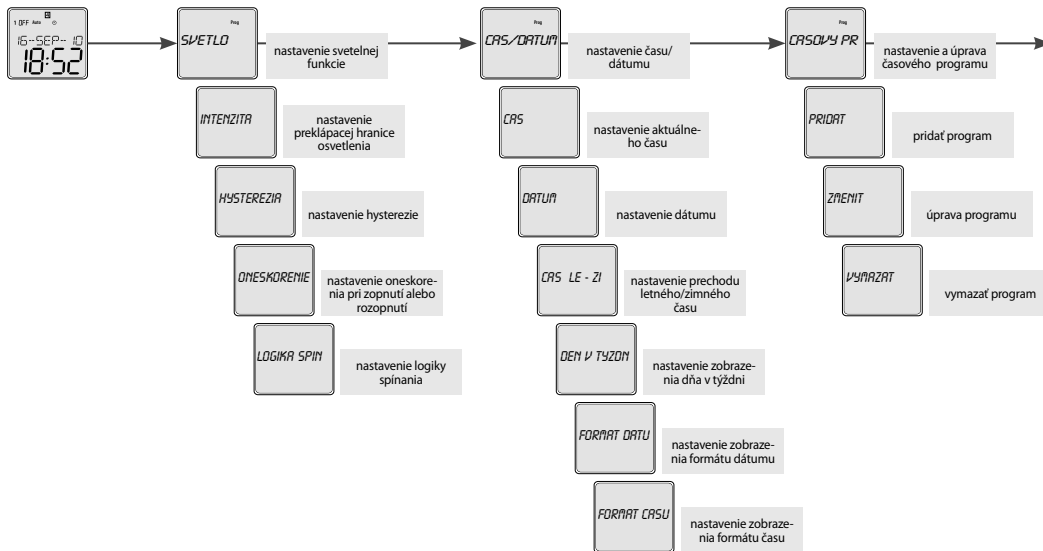 1 OFF Auto
16-SEP-10
18:52
Prog
SVETLO
nastavenie svetelnej
funkcie
INTENZITA
nastavenie
preklápacej hranice
osvetlenia
HYSTEREZIA
nastavenie hysterezie
ONESKORENIE
nastavenie oneskore-
nia pri zopnutí alebo
rozopnutí
LOGIKA SPIN
nastavenie logiky
spínania
Prog
CAS/DATUM
nastavenie času/
dátumu
CAS
nastavenie aktuálne-
ho času
DATUM
nastavenie dátumu
CAS LE - ZI
nastavenie prechodu
letného/zimného
času
DEN V TYZDN
nastavenie zobraze-
nia dňa v týždni
FORMAT DATU
nastavenie zobraze-
nia formátu dátumu
FORMAT CASU
nastavenie zobraze-
nia formátu času
Prog
CASOVY PR
nastavenie a úprava
časového programu
PRIDAT
pridať program
ZMENIT
úprava programu
VYMAZAT
vymazať program